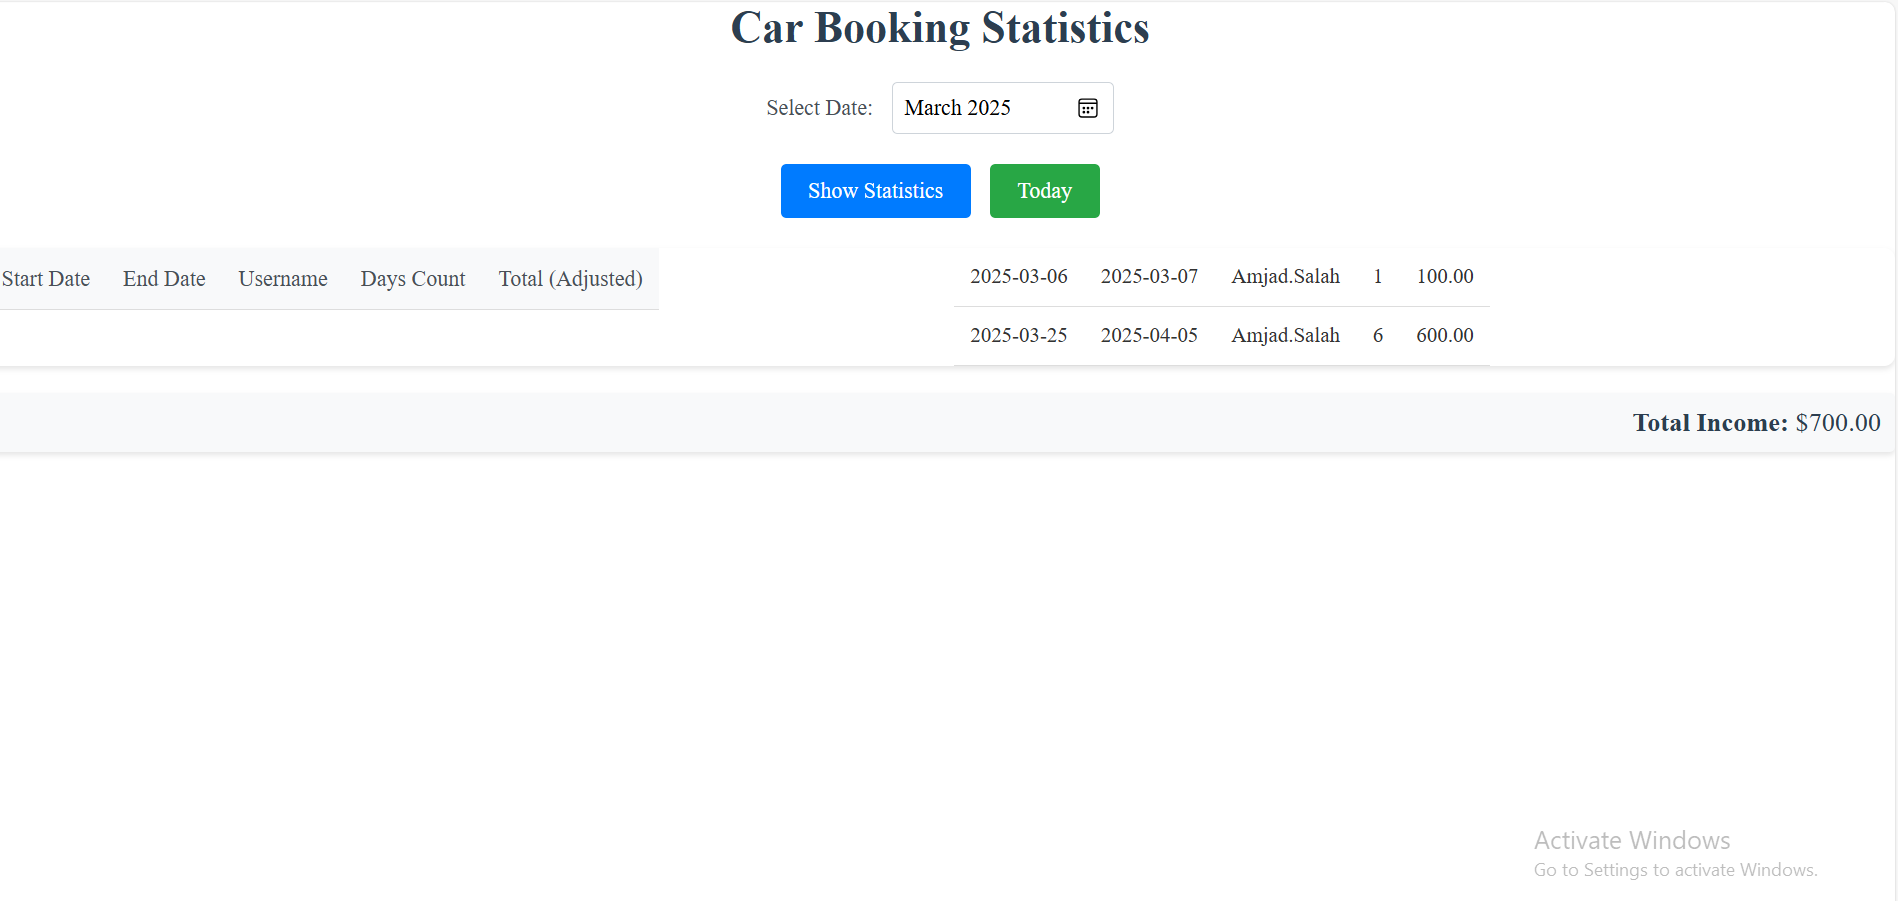 Car Booking Statistics
Select Date: March 2025
Show Statistics Today
Start Date End Date Username Days Count Total (Adjusted)
2025-03-06 2025-03-07 Amjad.Salah 1 100.00
2025-03-25 2025-04-05 Amjad.Salah 6 600.00
Total Income: $700.00
Activate Windows
Go to Settings to activate Windows.